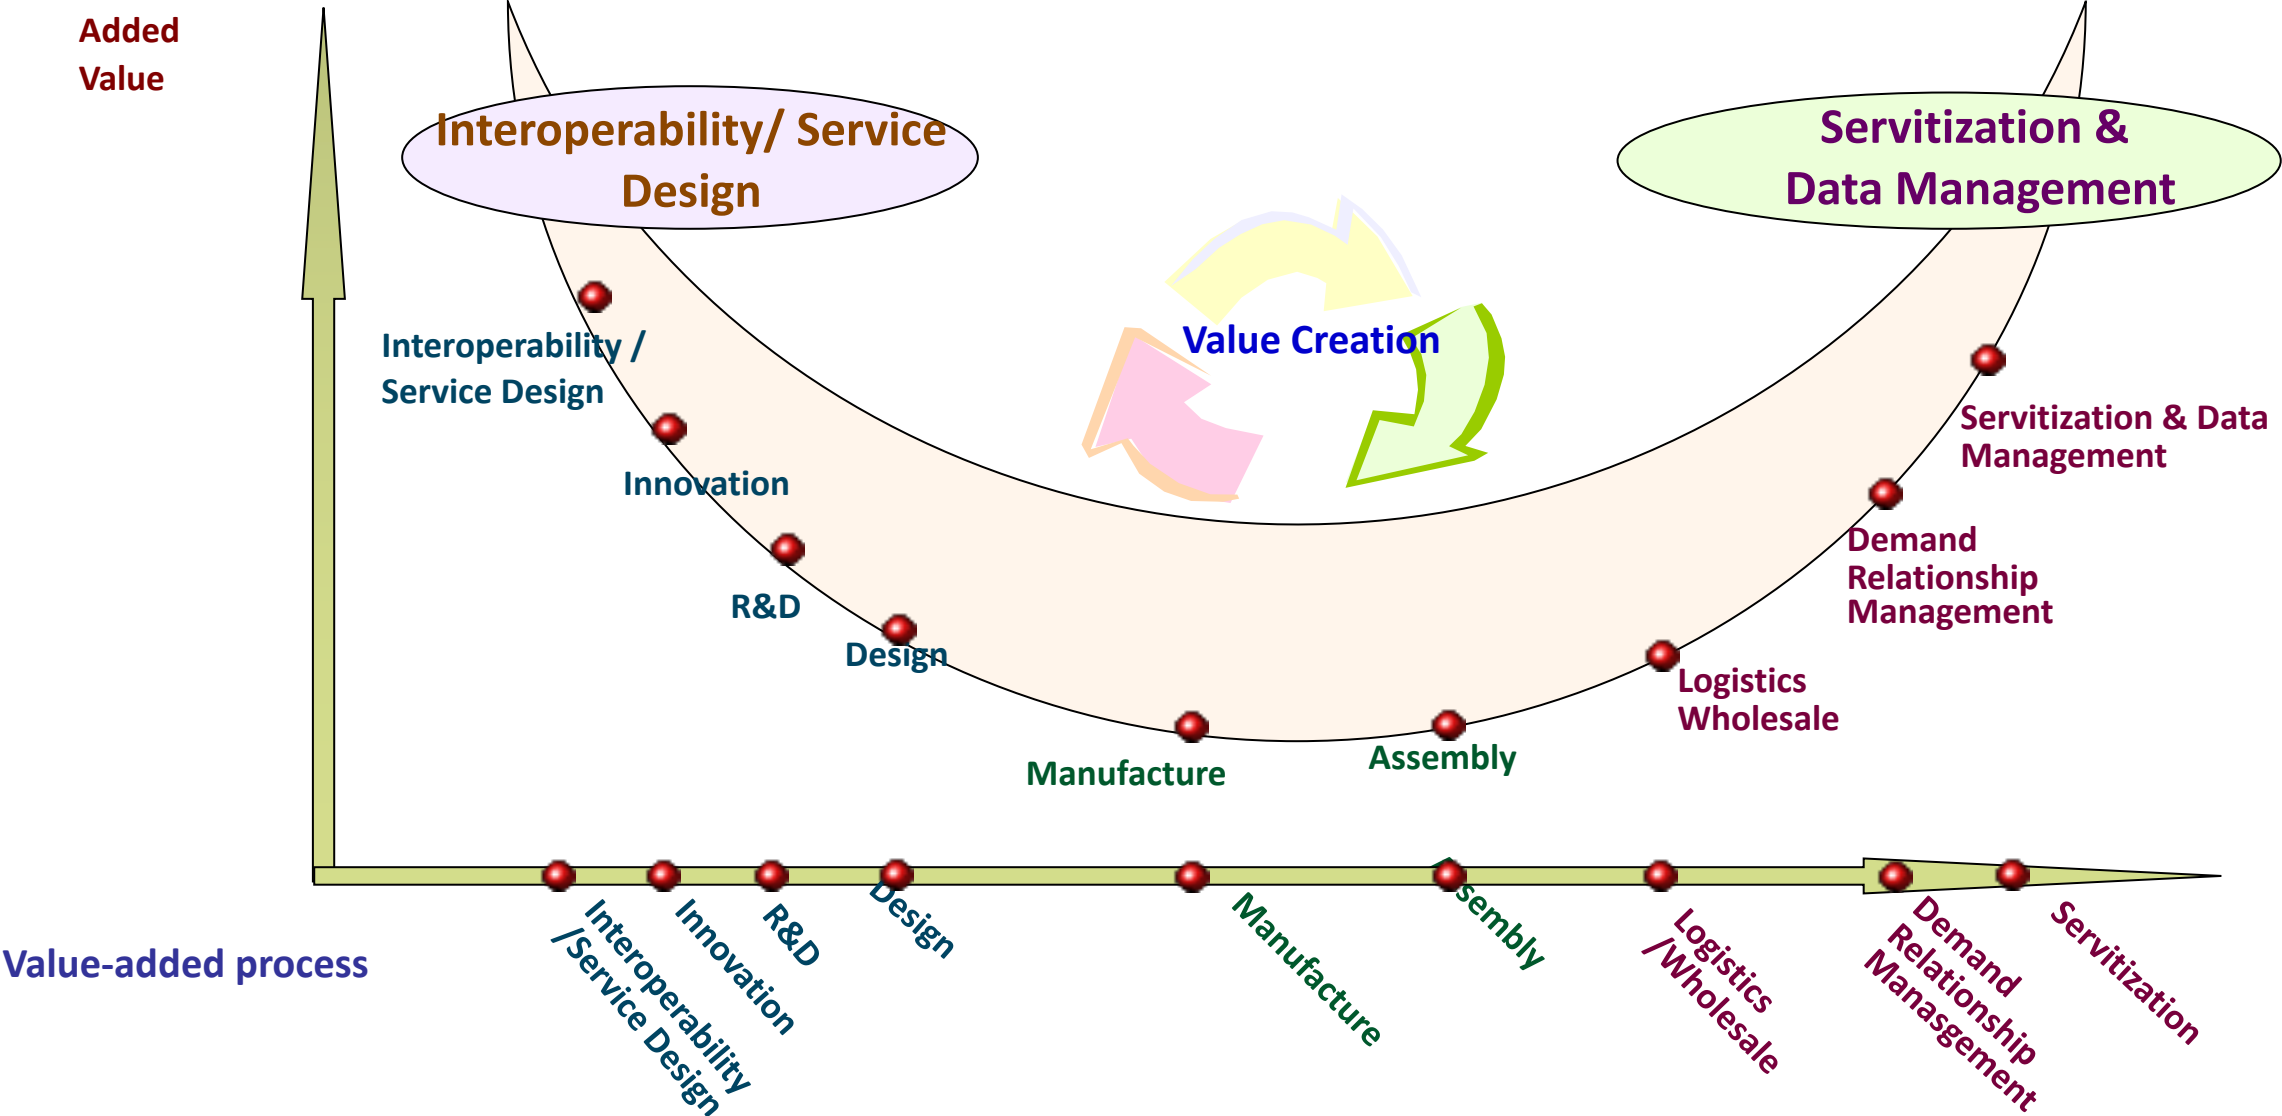 Added
Value
Interoperability/ Service
Design
Servitization &
Data Management
Value Creation
Interoperability /
Service Design
Innovation
R&D
Design
Manufacture
Assembly
Logistics
Wholesale
Demand
Relationship
Management
Servitization & Data
Management
Value-added process
Interoperability
/Service Design
Innovation
R&D
Design
Manufacture
sembly
Logistics
/Wholesale
Demand
Relationship
Manasgement
Servitization